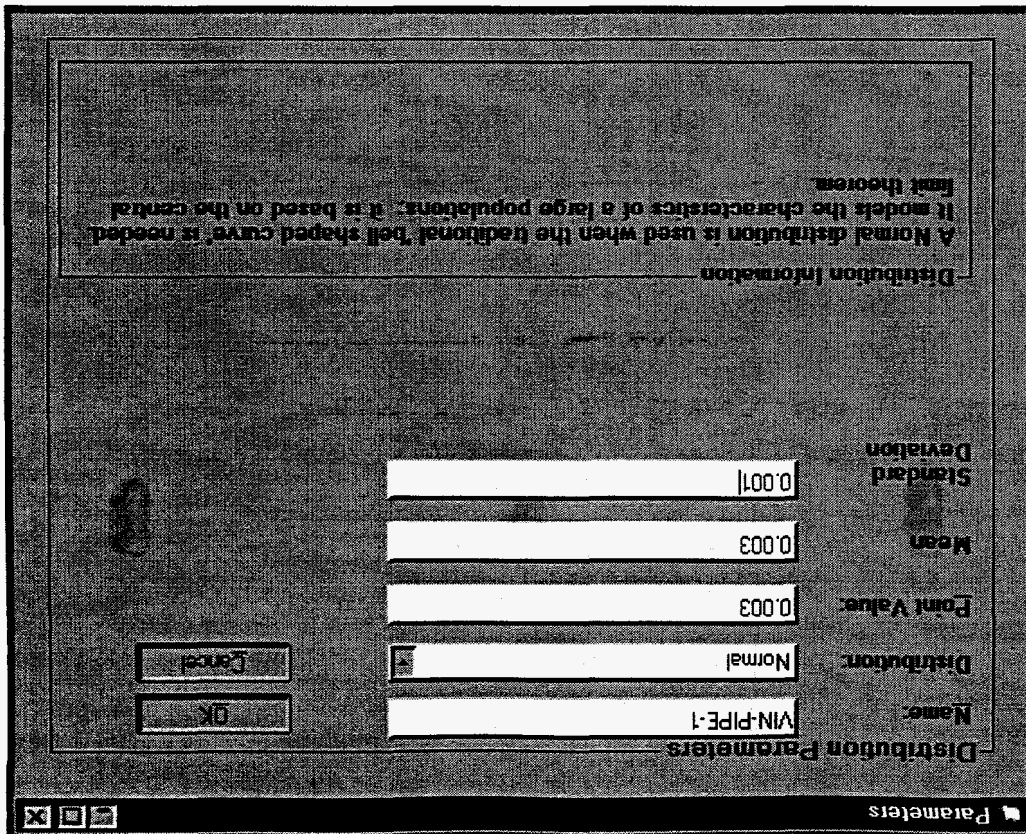 Parameters
Distribution Parameters
Name: VIN-PIPE-1
OK
Distribution: Normal
Cancel
Point Value: 0.003
Mean 0.003
Standard Deviation 0.001
Distribution Information
A Normal distribution is used when the traditional 'bell shaped curve' is needed.
It models the characteristics of a large populations; it is based on the central
limit theorem.